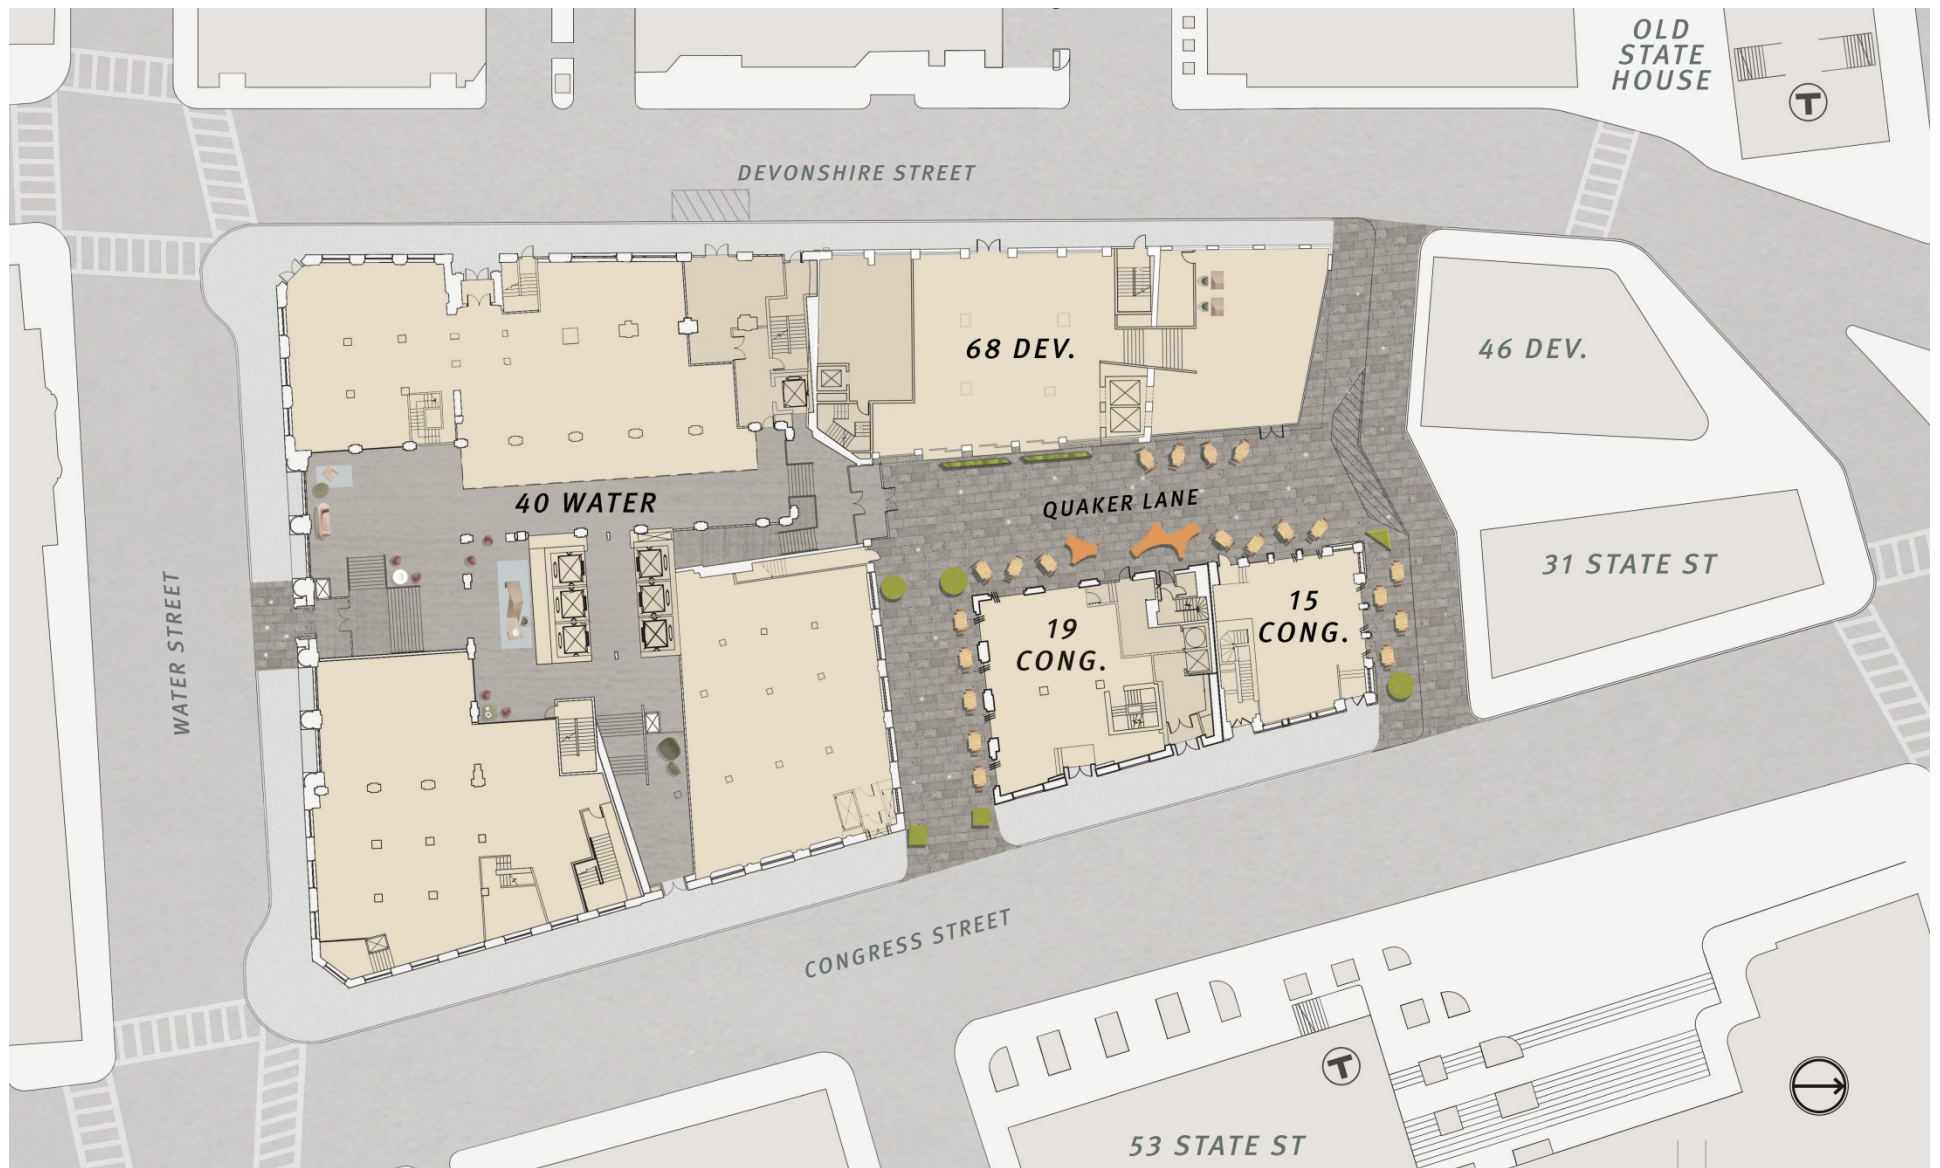 OLD
STATE
HOUSE
T
DEVONSHIRE STREET
68 DEV.
46 DEV.
40 WATER
QUAKER LANE
31 STATE ST
15
CONG.
19
CONG.
WATER STREET
CONGRESS STREET
T
53 STATE ST